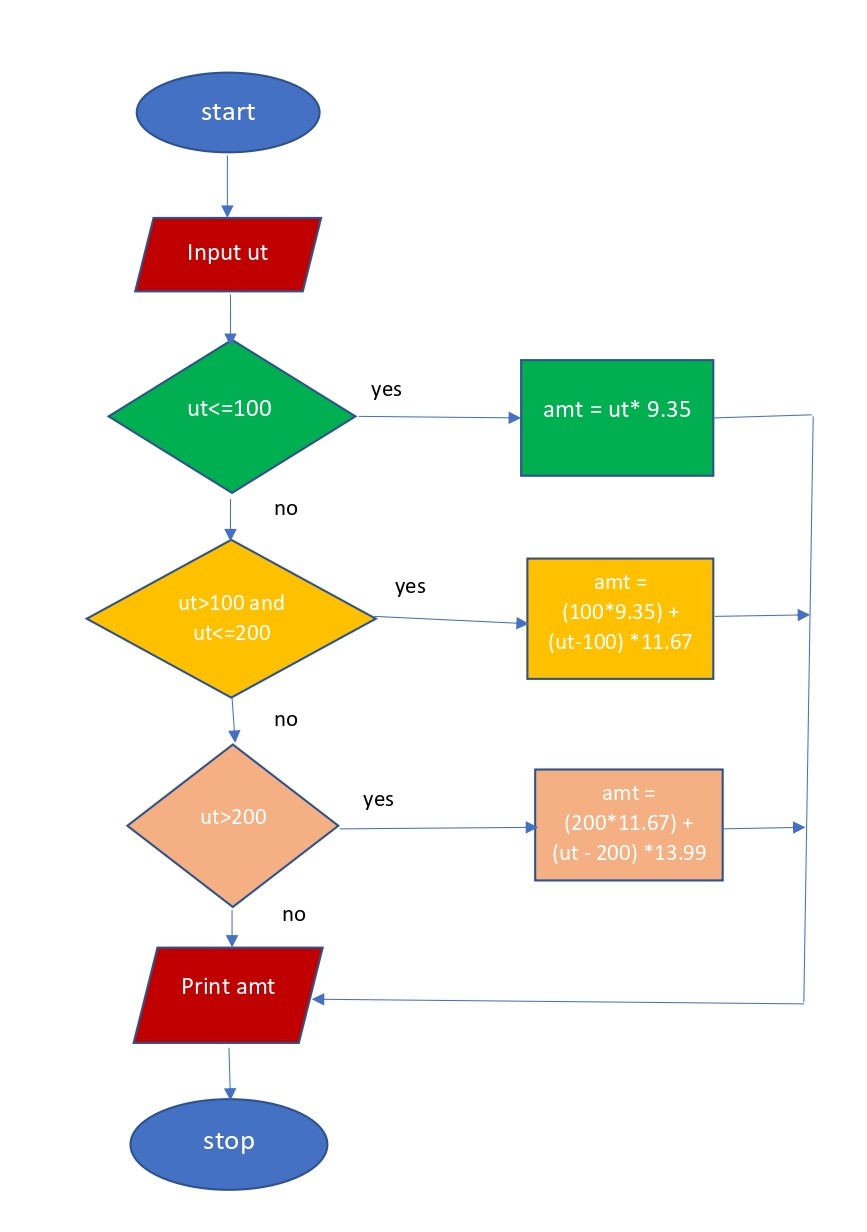 start
Input ut
yes
ut<=100
amt = ut* 9.35
no
yes
ut>100 and
ut<=200
amt =
(100*9.35) +
(ut-100) *11.67
no
yes
ut>200
amt =
(200*11.67) +
(ut - 200) *13.99
no
Print amt
stop